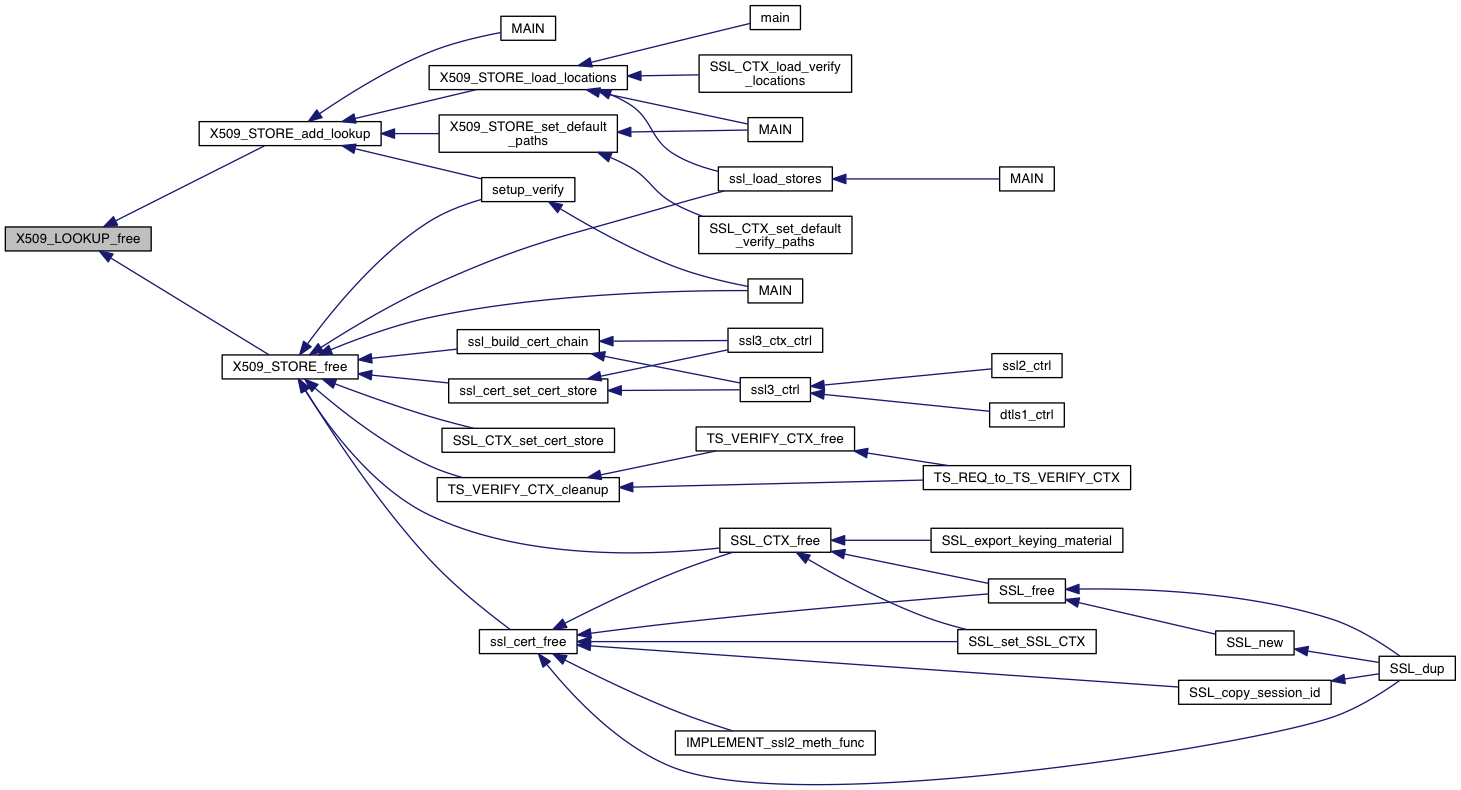 main
MAIN
SSL_CTX_load_verify
_locations
X509_STORE_load_locations
X509_STORE_add_lookup
X509_STORE_set_default
_paths
MAIN
ssl_load_stores
MAIN
setup_verify
SSL_CTX_set_default
_verify_paths
X509_LOOKUP_free
MAIN
ssl_build_cert_chain
ssl3_ctx_ctrl
X509_STORE_free
ssl2_ctrl
ssl_cert_set_cert_store
ssl3_ctrl
dtls1_ctrl
SSL_CTX_set_cert_store
TS_VERIFY_CTX_free
TS_VERIFY_CTX_cleanup
TS_REQ_to_TS_VERIFY_CTX
SSL_CTX_free
SSL_export_keying_material
SSL_free
ssl_cert_free
SSL_set_SSL_CTX
SSL_new
SSL_dup
SSL_copy_session_id
IMPLEMENT_ssl2_meth_func